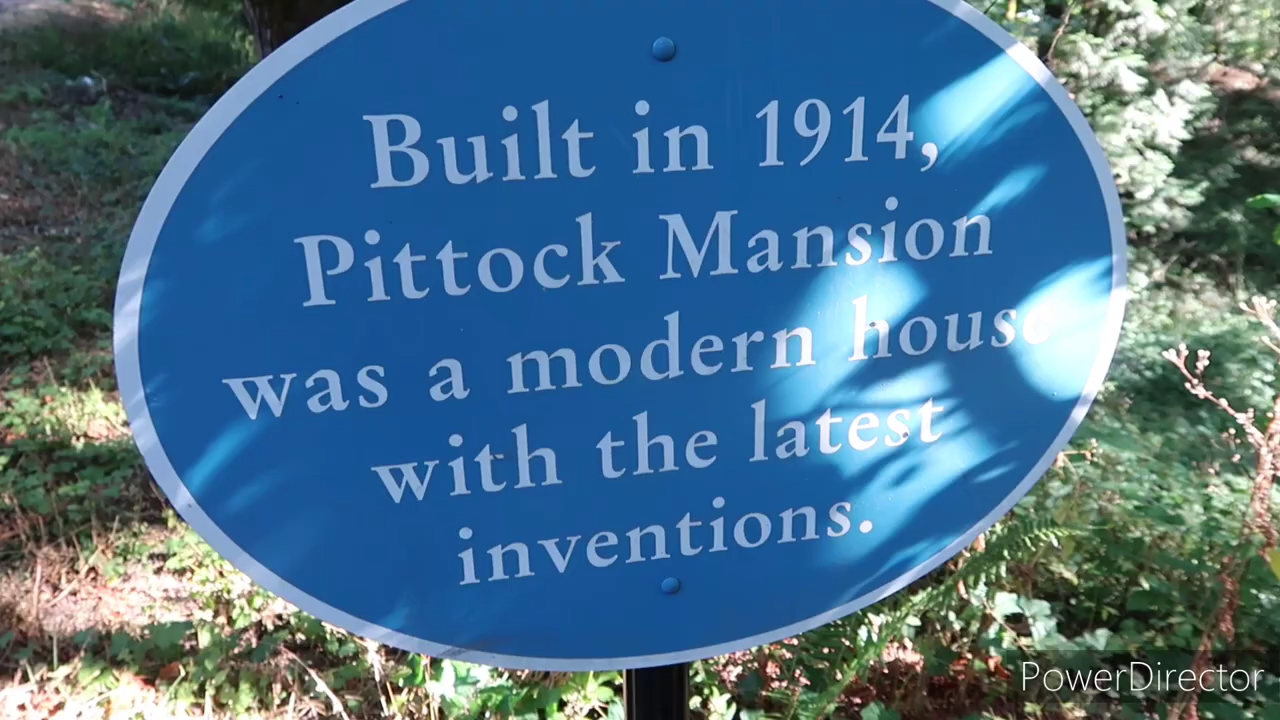 Built in 1914,
Pittock Mansion
was a modern house
with the latest
inventions.
PowerDirector